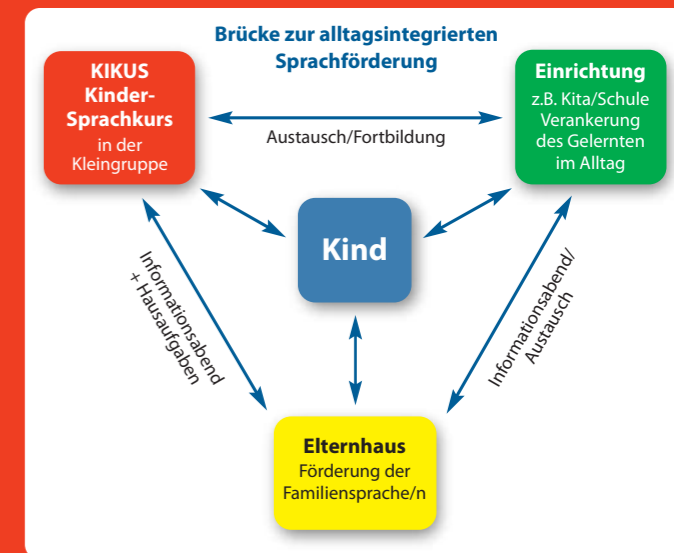 Brücke zur alltagsintegrierten
Sprachförderung
KIKUS
Kinder-
Sprachkurs
in der
Kleingruppe
Austausch/Fortbildung
Einrichtung
z.B. Kita/Schule
Verankerung
des Gelernten
im Alltag
Kind
Informationsabend
+ Hausaufgaben
Informationsabend/
Austausch
Elternhaus
Förderung der
Familiensprache/n